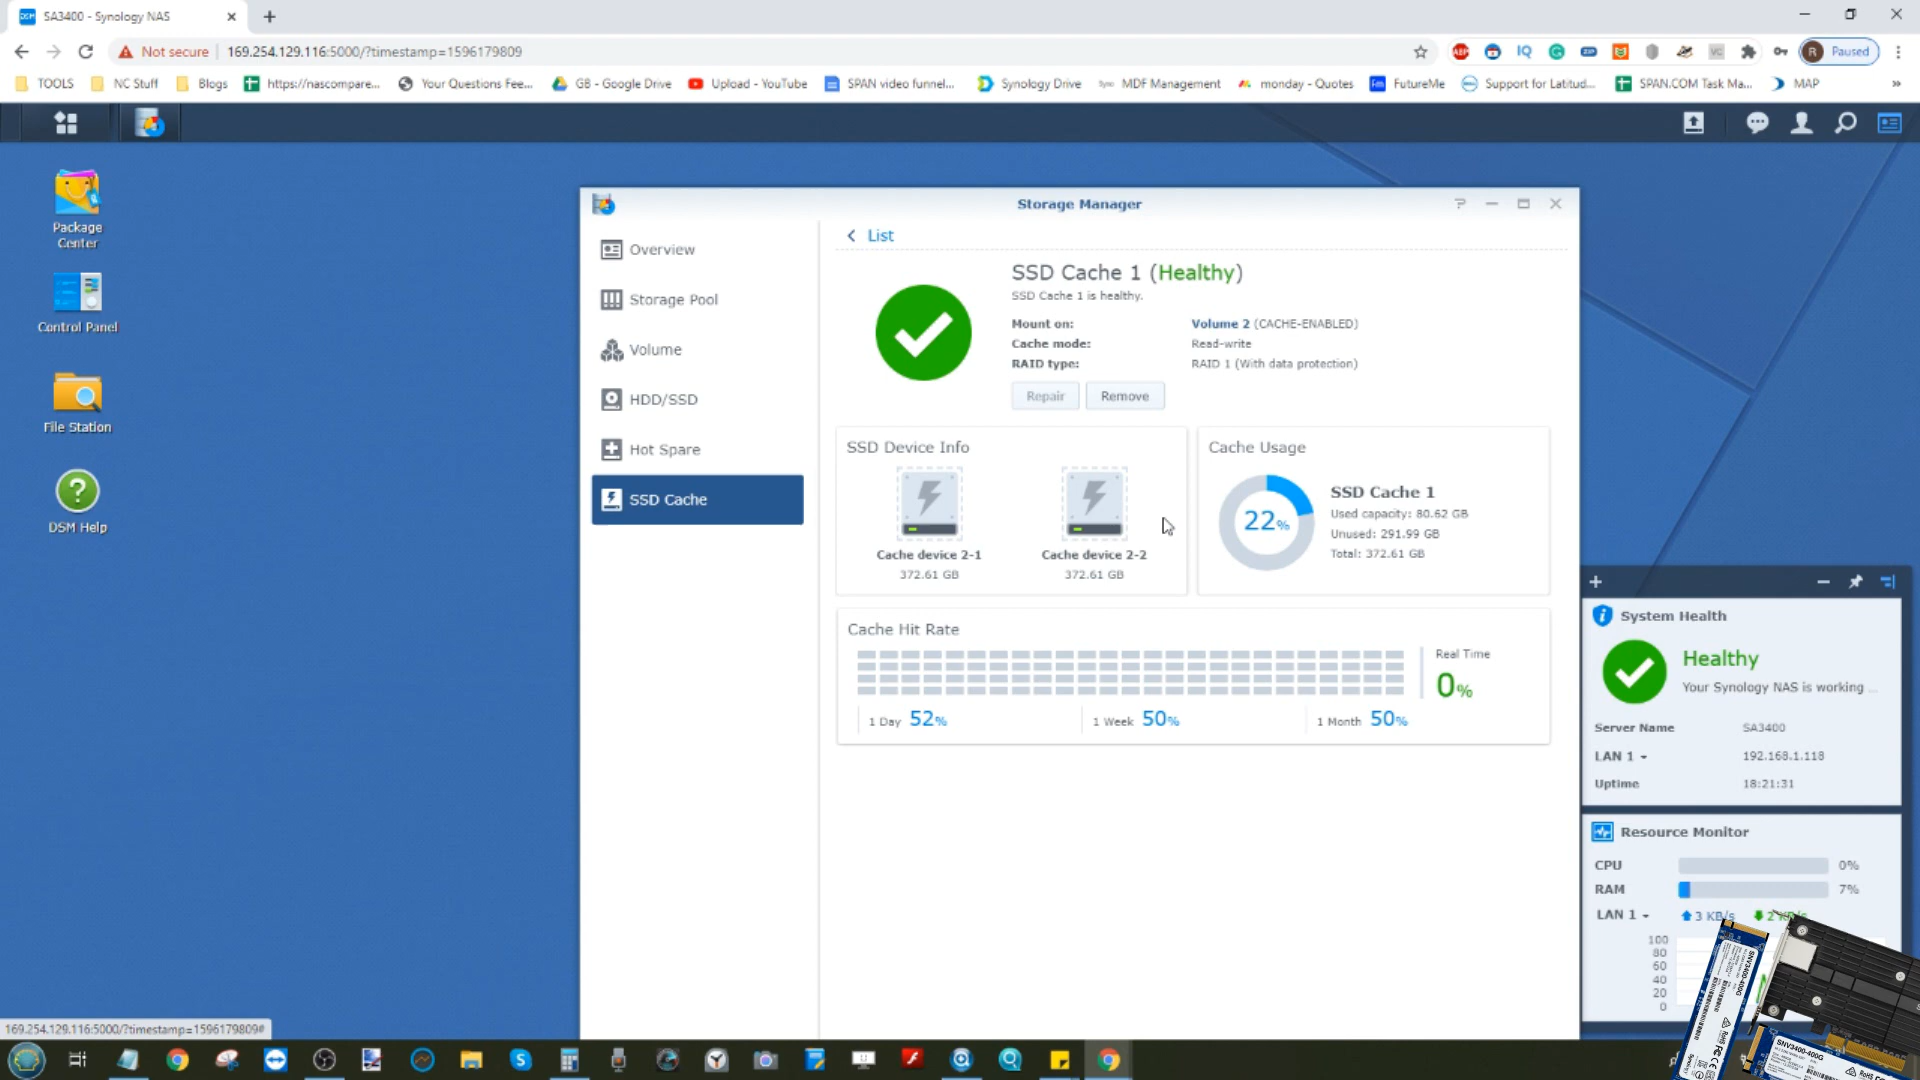 SA3400 - Synology NAS
Not secure
169.254.129.116:5000/?timestamp=1596179809
Paused
TOOLS
NC Stuff
Blogs
https://nascompare...
Your Questions Fee...
GB - Google Drive
Upload - YouTube
SPAN video funnel...
Synology Drive
MDF Management
monday - Quotes
FutureMe
Support for Latitud...
SPAN.COM Task Ma...
MAP
Package
Center
Control Panel
File Station
DSM Help
Storage Manager
Overview
Storage Pool
Volume
HDD/SSD
Hot Spare
SSD Cache
List
SSD Cache 1 (Healthy)
SSD Cache 1 is healthy.
Mount on: Volume 2 (CACHE-ENABLED)
Cache mode: Read-write
RAID type: RAID 1 (With data protection)
Repair
Remove
SSD Device Info
Cache device 2-1
372.61 GB
Cache device 2-2
372.61 GB
Cache Usage
22%
SSD Cache 1
Used capacity: 80.62 GB
Unused: 291.99 GB
Total: 372.61 GB
Cache Hit Rate
Real Time
0%
1 Day 52%
1 Week 50%
1 Month 50%
System Health
Healthy
Your Synology NAS is working ...
Server Name SA3400
LAN 1 192.168.1.118
Uptime 18:21:31
Resource Monitor
CPU 0%
RAM 7%
LAN 1 3 KB/s 2 KB/s
100
80
60
40
20
0
SNV3400-400G
SNV3400-400G
169.254.129.116:5000/?timestamp=1596179809#